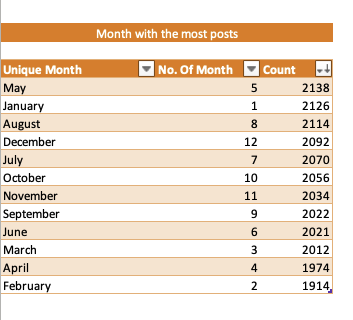 Month with the most posts
Unique Month No. Of Month Count
May 5 2138
January 1 2126
August 8 2114
December 12 2092
July 7 2070
October 10 2056
November 11 2034
September 9 2022
June 6 2021
March 3 2012
April 4 1974
February 2 1914